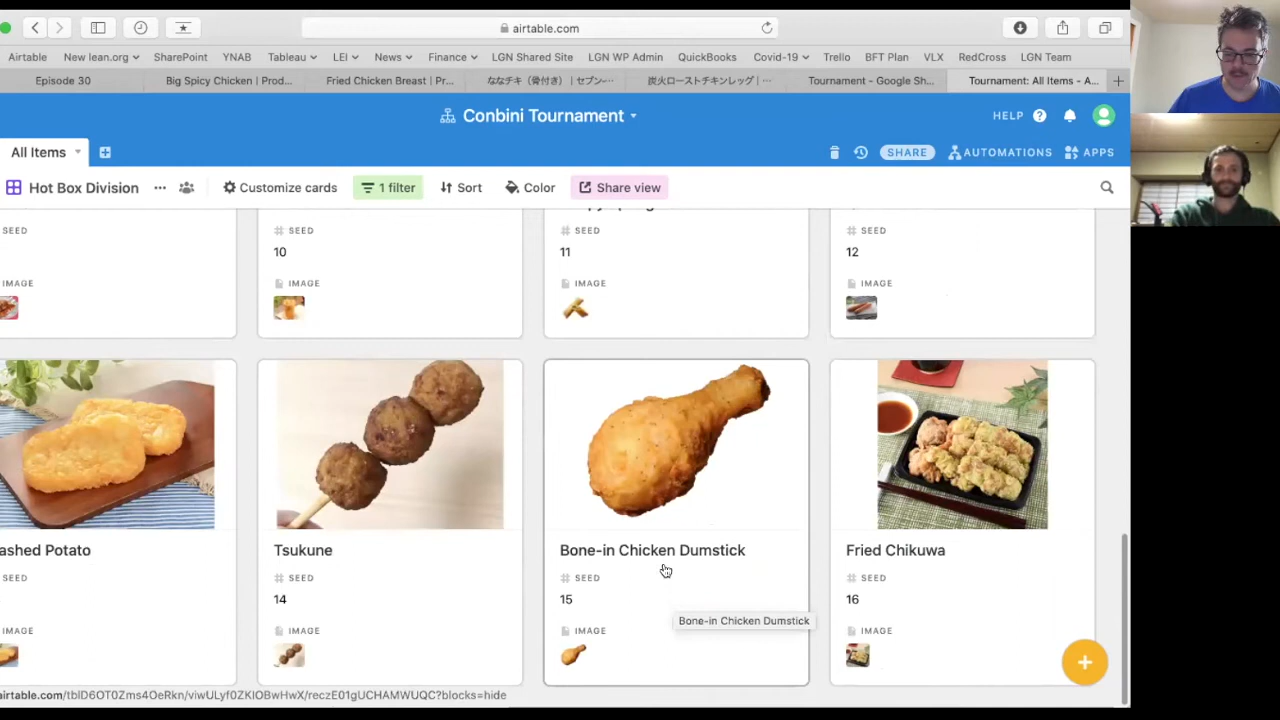 airtable.com
Airtable New lean.org SharePoint YNAB Tableau LEI News Finance LGN Shared Site LGN WP Admin QuickBooks Covid-19 Trello BFT Plan VLX RedCross LGN Team
Episode 30 Big Spicy Chicken | Prod... Fried Chicken Breast | Pr... ななチキ（骨付き）｜セブン-... 炭火ローストチキンレッグ｜... Tournament - Google Sh... Tournament: All Items - A...
Conbini Tournament
HELP
All Items
SHARE AUTOMATIONS APPS
Hot Box Division ... Customize cards 1 filter Sort Color Share view
SEED SEED SEED SEED
10 11 12
IMAGE IMAGE IMAGE IMAGE
ashed Potato Tsukune Bone-in Chicken Dumstick Fried Chikuwa
SEED SEED SEED SEED
14 15 16
Bone-in Chicken Dumstick
IMAGE IMAGE IMAGE IMAGE
airtable.com/tblD6OT0Zms4OeRkn/viwULyf0ZKIOBwHwX/reczE01gUCHAMWUQC?blocks=hide